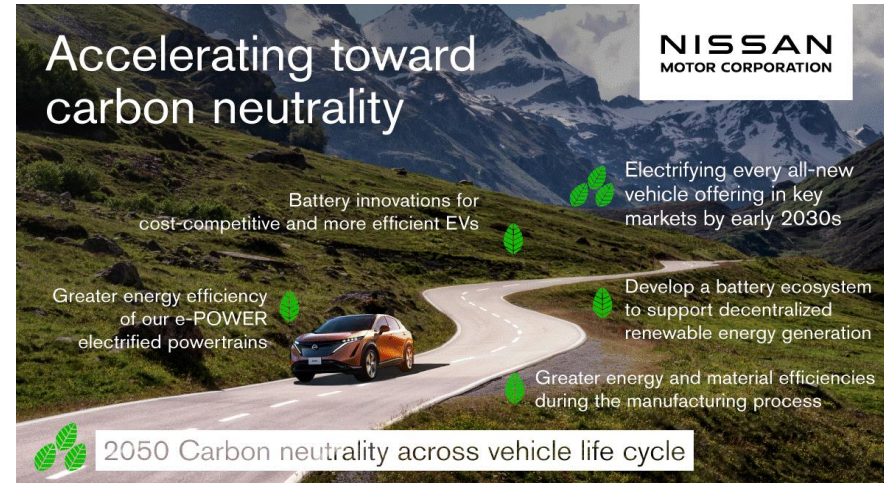 Accelerating toward
carbon neutrality
NISSAN
MOTOR CORPORATION
Electrifying every all-new
vehicle offering in key
markets by early 2030s
Battery innovations for
cost-competitive and more efficient EVs
Greater energy efficiency
of our e-POWER
electrified powertrains
Develop a battery ecosystem
to support decentralized
renewable energy generation
Greater energy and material efficiencies
during the manufacturing process
2050 Carbon neutrality across vehicle life cycle